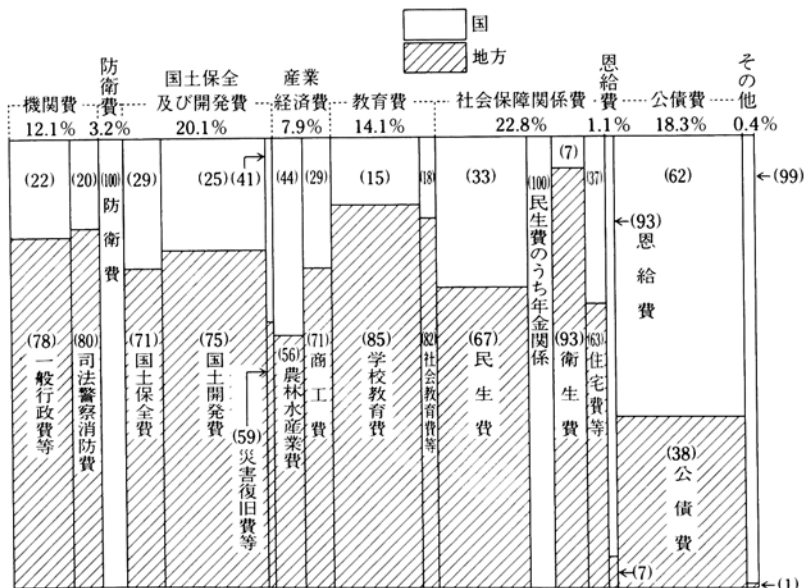 国
地方
機関費
12.1%
防衛費
3.2%
国土保全
及び開発費
20.1%
産業
経済費
7.9%
教育費
14.1%
社会保障関係費
22.8%
恩給費
1.1%
公債費
18.3%
その他
0.4%
(22)
(20)
(100)
防衛費
(29)
(25)
(41)
(44)
(29)
(15)
(18)
(33)
(100)
民生費のうち年金関係
(7)
(37)
(93)
恩給費
(62)
(99)
(78)
一般行政費等
(80)
司法警察消防費
(71)
国土保全費
(75)
国土開発費
(59)
災害復旧費等
(56)
農林水産業費
(71)
商工費
(85)
学校教育費
(82)
社会教育費等
(67)
民生費
(93)
衛生費
(63)
住宅費等
(7)
(38)
公債費
(1)